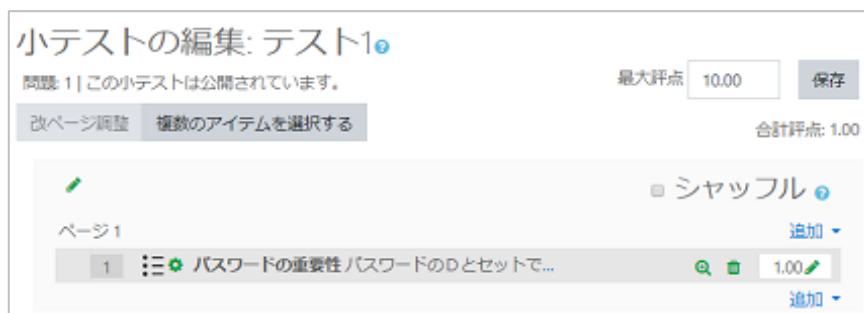 小テストの編集: テスト1
問題: 1 | この小テストは公開されています。
最大評点 10.00 保存
改ページ調整 複数のアイテムを選択する
合計評点: 1.00
シャッフル
ページ 1
追加
1 パスワードの重要性 パスワードのDとセットで...
1.00
追加